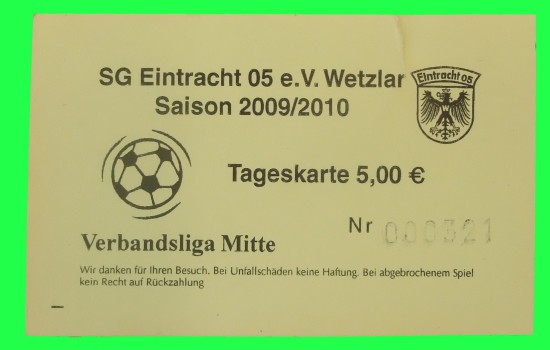 SG Eintracht 05 e.V. Wetzlar
Eintracht 05
Saison 2009/2010
Tageskarte 5,00 €
Nr 000321
Verbandsliga Mitte
Wir danken für Ihren Besuch. Bei Unfallschäden keine Haftung. Bei abgebrochenem Spiel
kein Recht auf Rückzahlung